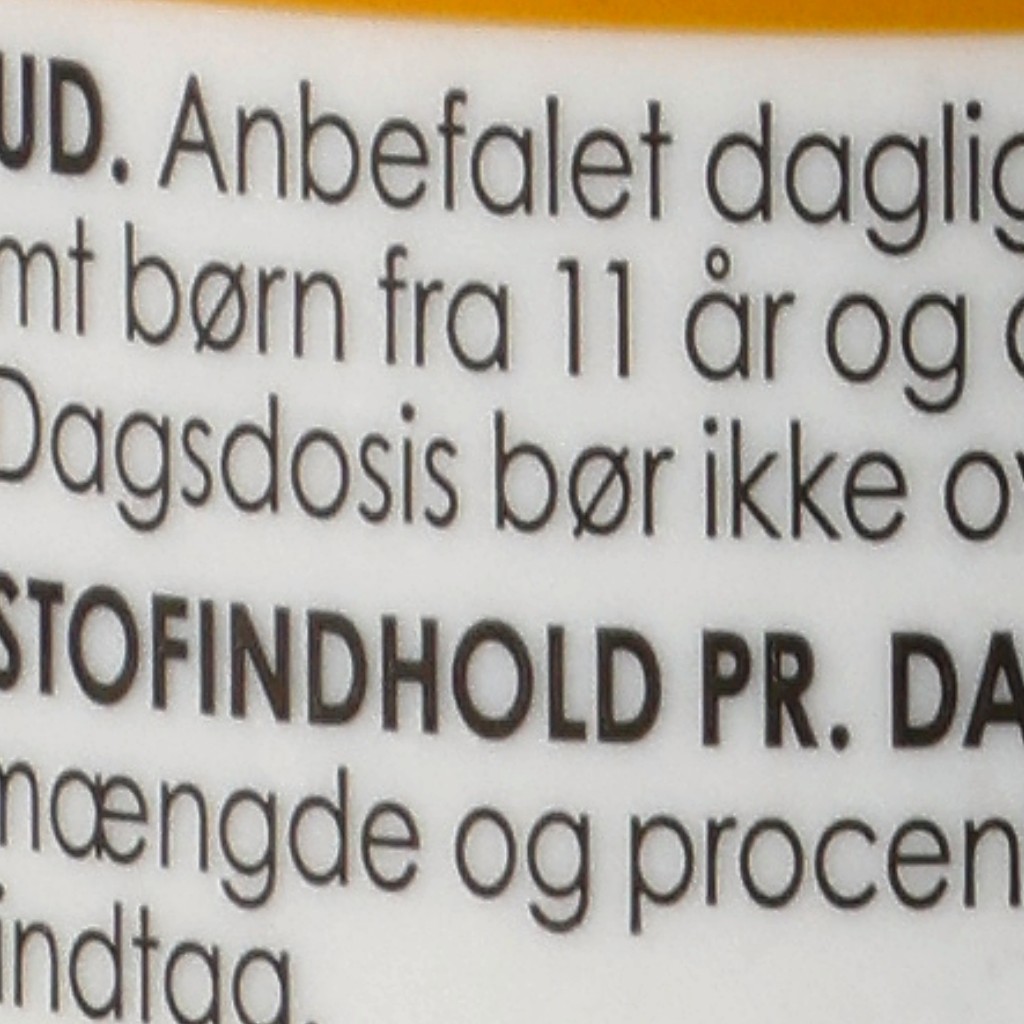 UD. Anbefalet daglig
mt børn fra 11 år og
Dagsdosis bør ikke ov
STOFINDHOLD PR. DA
mængde og procen
indtag.